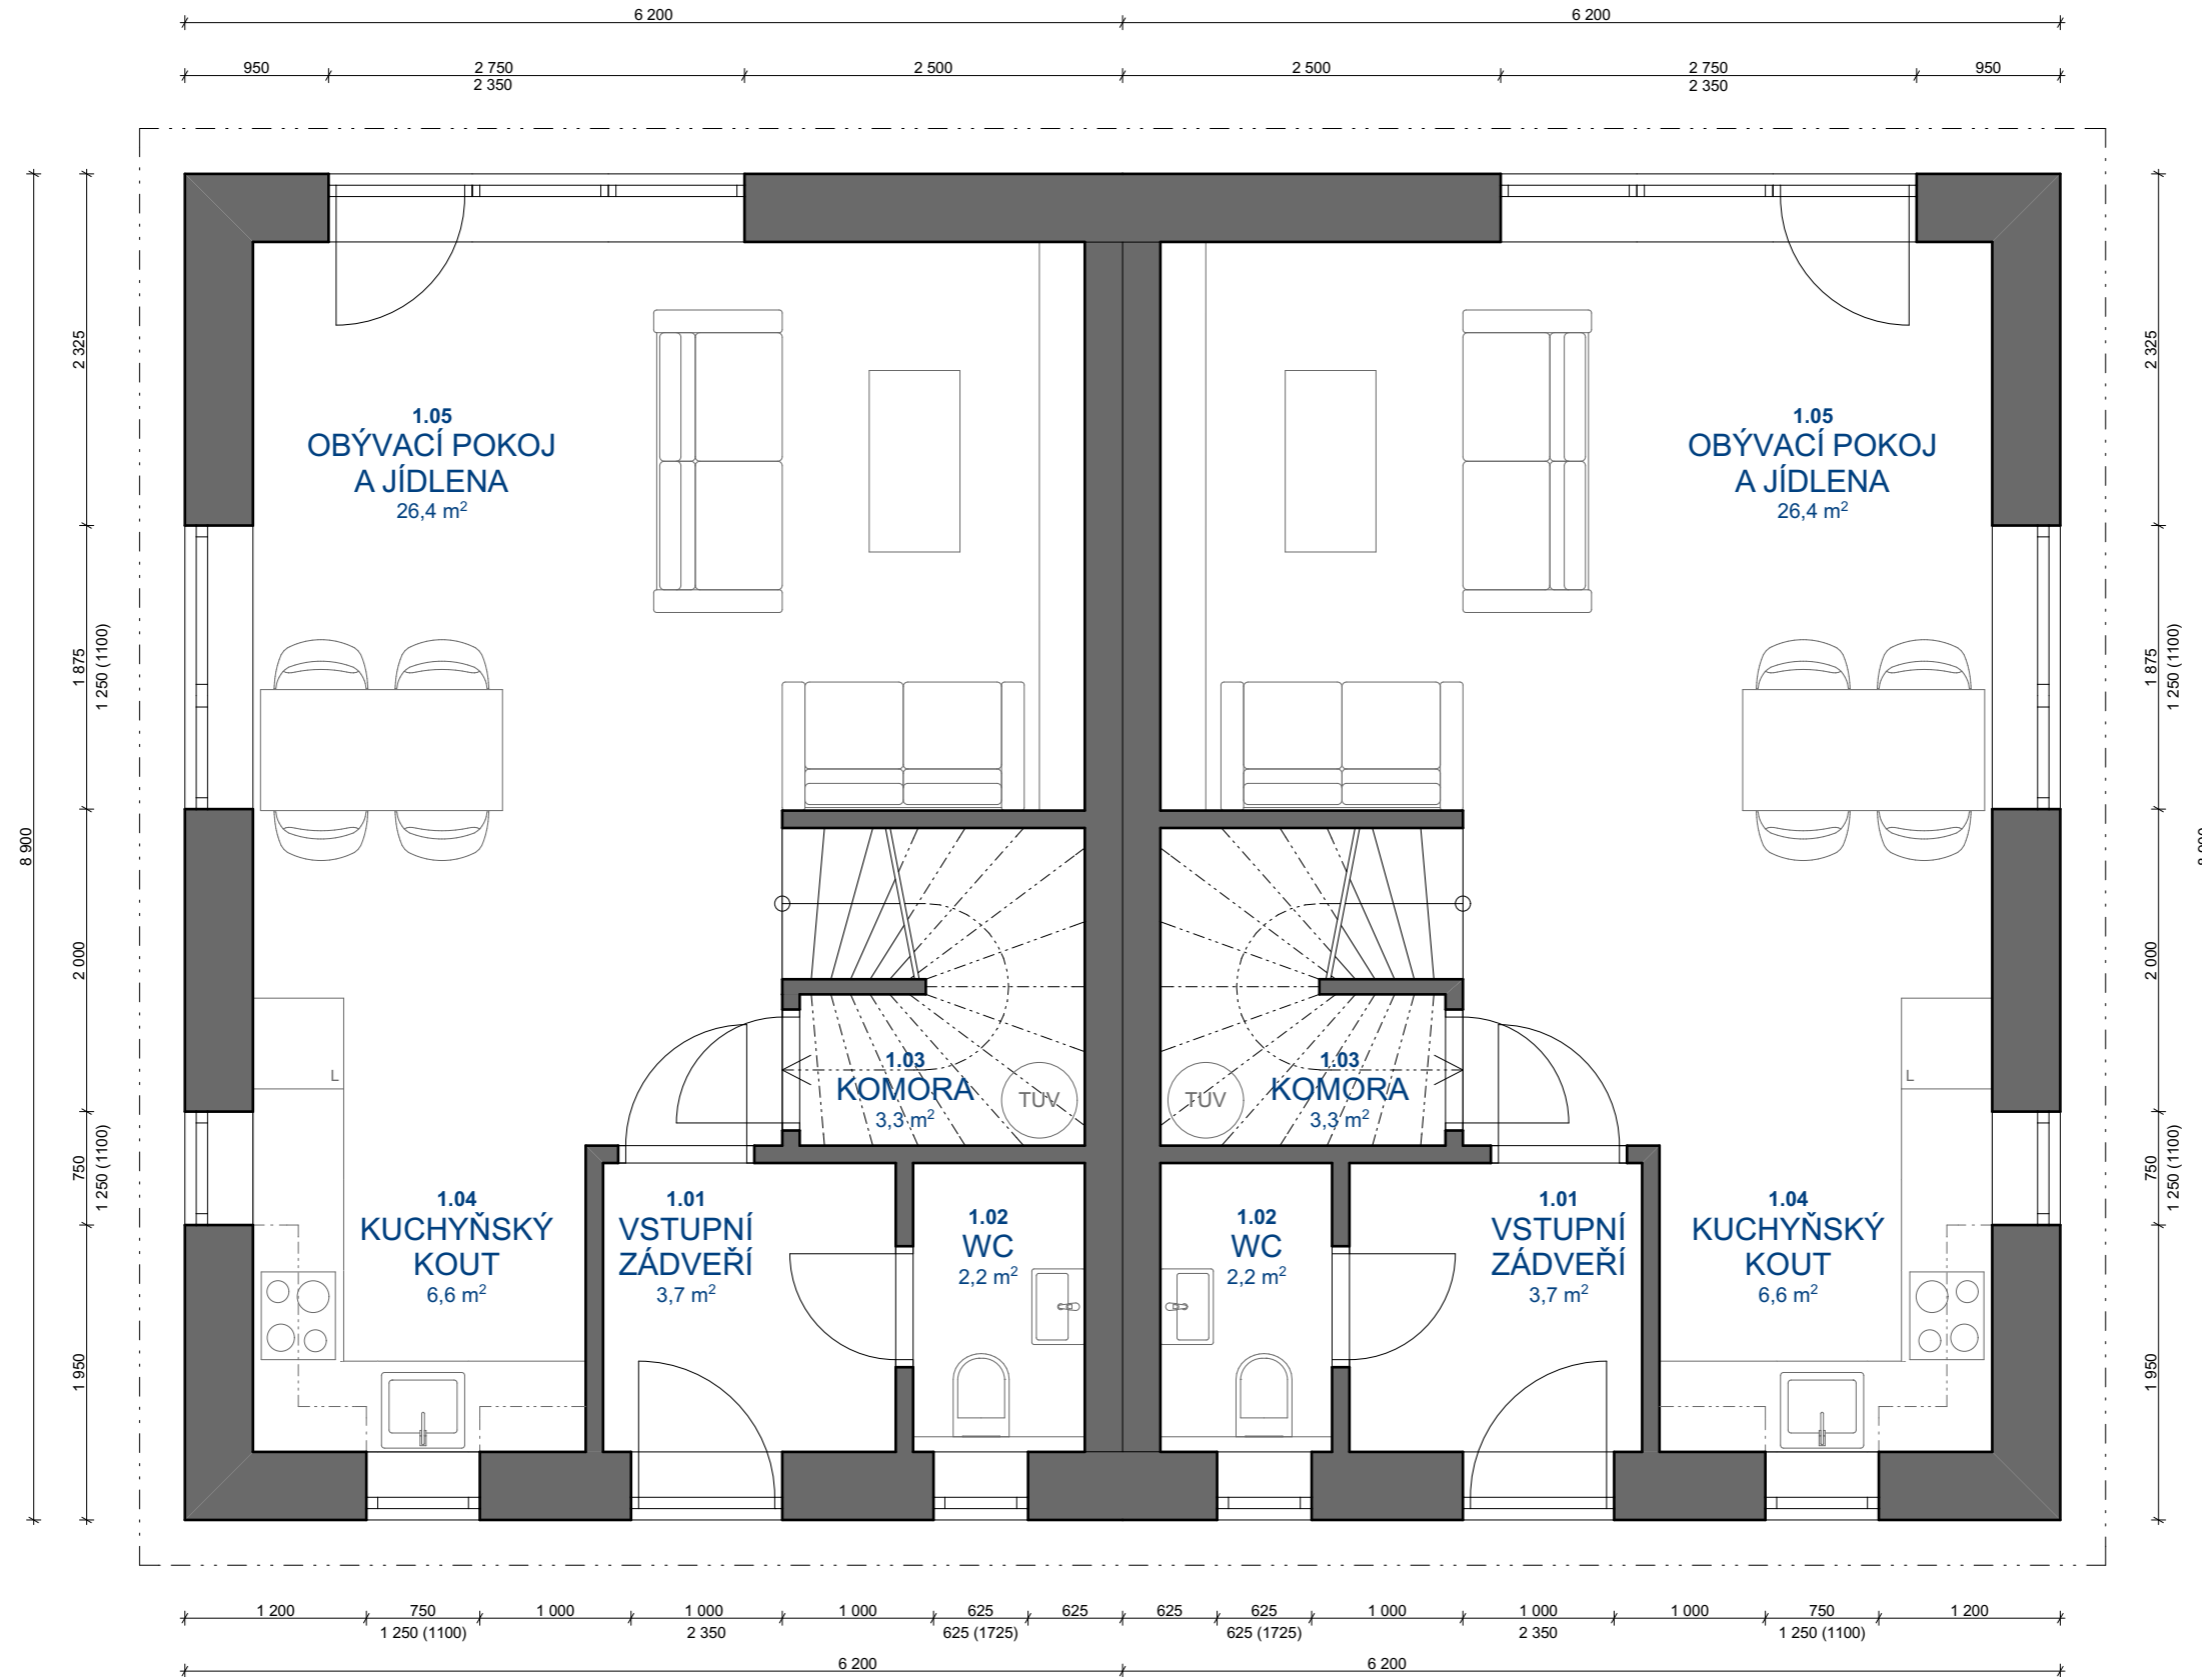 6 200
6 200
950
2 750
2 350
2 500
2 500
2 750
2 350
950
8 900
2 325
1 875
1 250 (1100)
2 000
750
1 250 (1100)
1 950
1.05
OBÝVACÍ POKOJ
A JÍDLENA
26,4 m²
1.05
OBÝVACÍ POKOJ
A JÍDLENA
26,4 m²
L
1.03
KOMORA
3,3 m²
TUV
TUV
1.03
KOMORA
3,3 m²
L
1.04
KUCHYŇSKÝ
KOUT
6,6 m²
1.01
VSTUPNÍ
ZÁDVEŘÍ
3,7 m²
1.02
WC
2,2 m²
1.02
WC
2,2 m²
1.01
VSTUPNÍ
ZÁDVEŘÍ
3,7 m²
1.04
KUCHYŇSKÝ
KOUT
6,6 m²
2 325
1 875
1 250 (1100)
2 000
750
1 250 (1100)
1 950
1 200
750
1 250 (1100)
1 000
1 000
2 350
1 000
625
625 (1725)
625
625
625
625 (1725)
1 000
1 000
2 350
1 000
750
1 250 (1100)
1 200
6 200
6 200